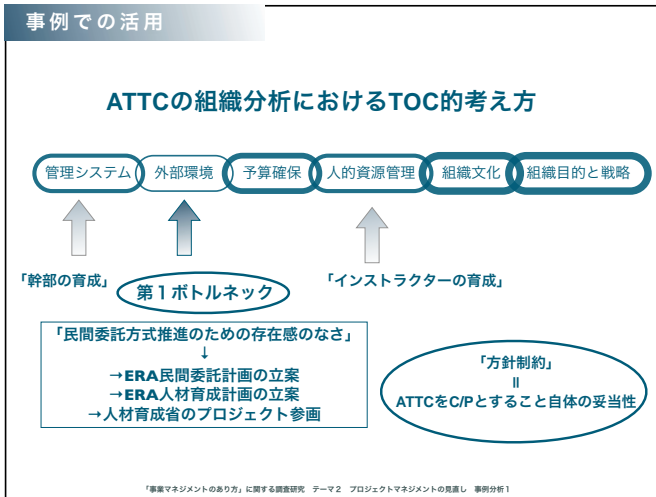 事例での活用
ATTCの組織分析におけるTOC的考え方
管理システム 外部環境 予算確保 人的資源管理 組織文化 組織目的と戦略
「幹部の育成」
第1ボトルネック
「インストラクターの育成」
「民間委託方式推進のための存在感のなさ」
↓
→ERA民間委託計画の立案
→ERA人材育成計画の立案
→人材育成省のプロジェクト参画
「方針制約」
||
ATTCをC/Pとすること自体の妥当性
「事業マネジメントのあり方」に関する調査研究 テーマ2 プロジェクトマネジメントの見直し 事例分析1